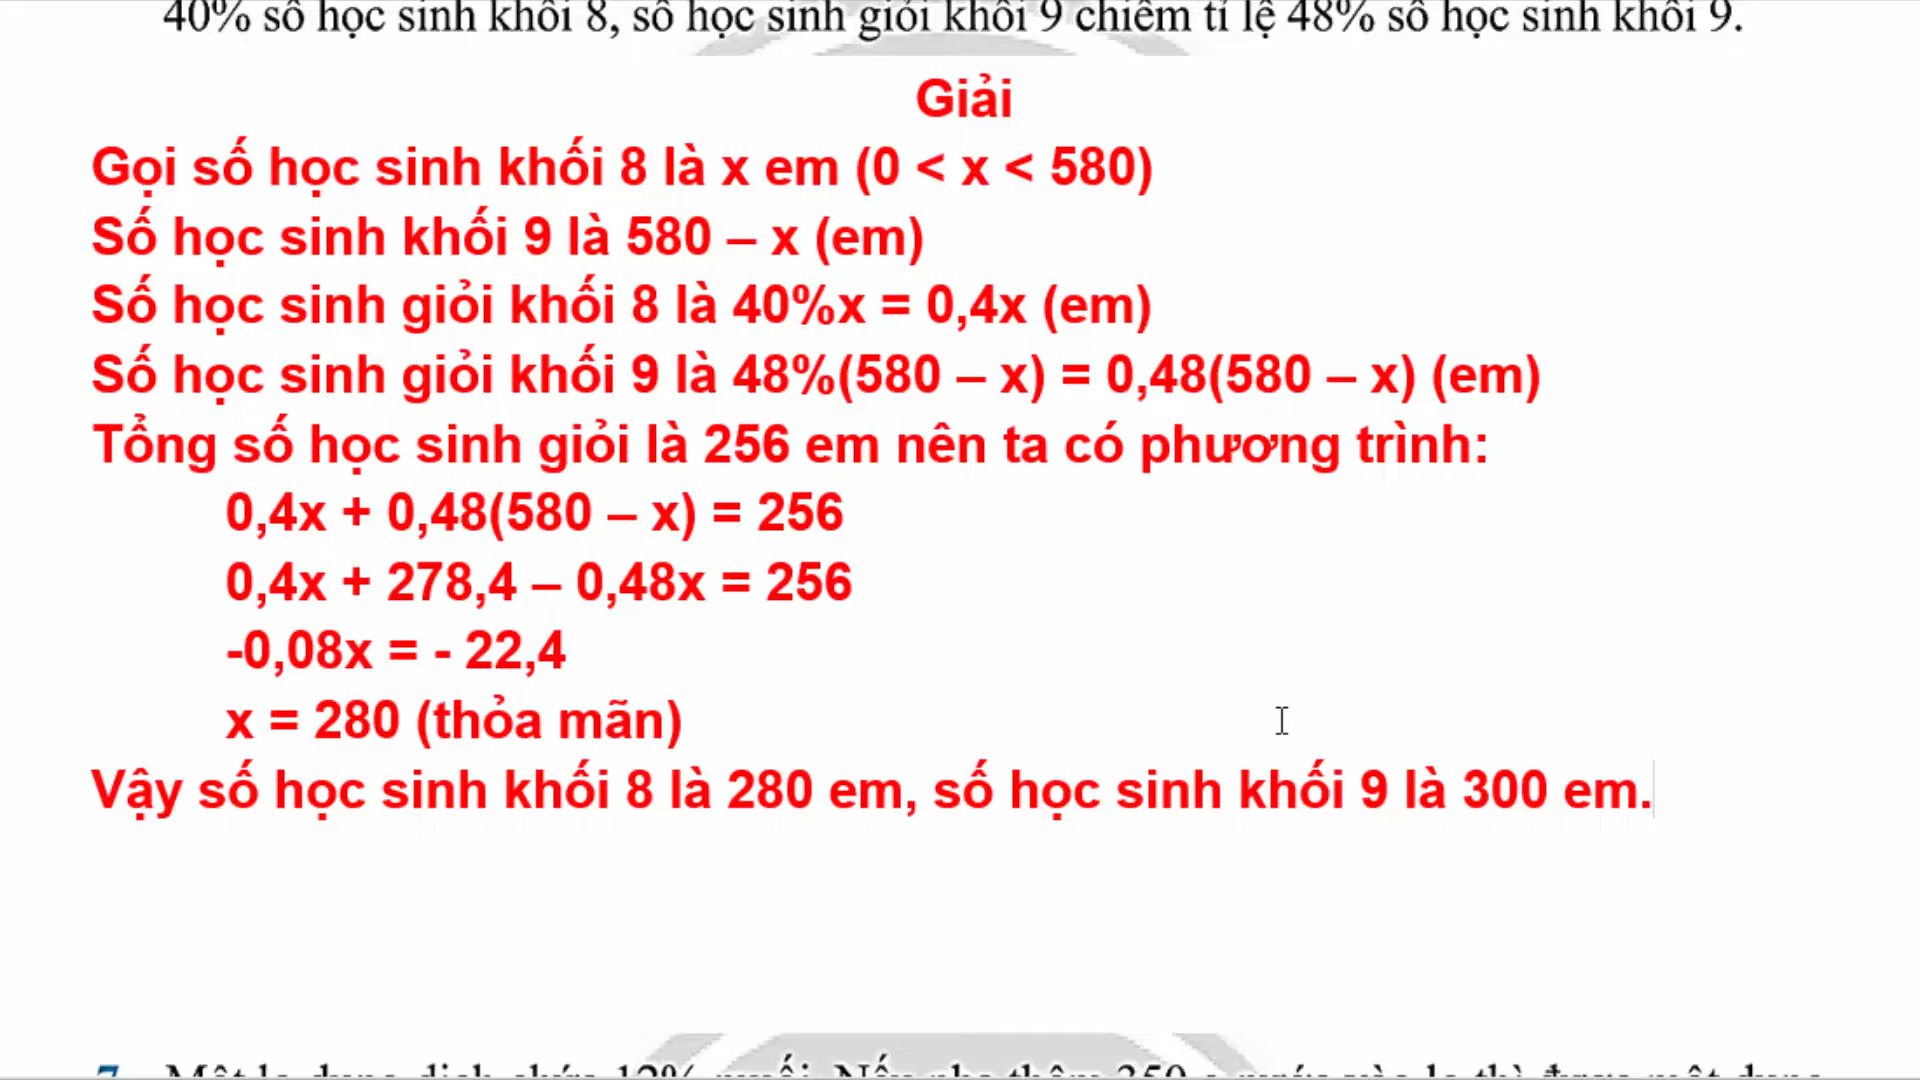 40% số học sinh khối 8, số học sinh giỏi khối 9 chiếm tỉ lệ 48% số học sinh khối 9.
Giải
Gọi số học sinh khối 8 là x em (0 < x < 580)
Số học sinh khối 9 là 580 – x (em)
Số học sinh giỏi khối 8 là 40%x = 0,4x (em)
Số học sinh giỏi khối 9 là 48%(580 – x) = 0,48(580 – x) (em)
Tổng số học sinh giỏi là 256 em nên ta có phương trình:
0,4x + 0,48(580 – x) = 256
0,4x + 278,4 – 0,48x = 256
-0,08x = - 22,4
x = 280 (thỏa mãn)
Vậy số học sinh khối 8 là 280 em, số học sinh khối 9 là 300 em.